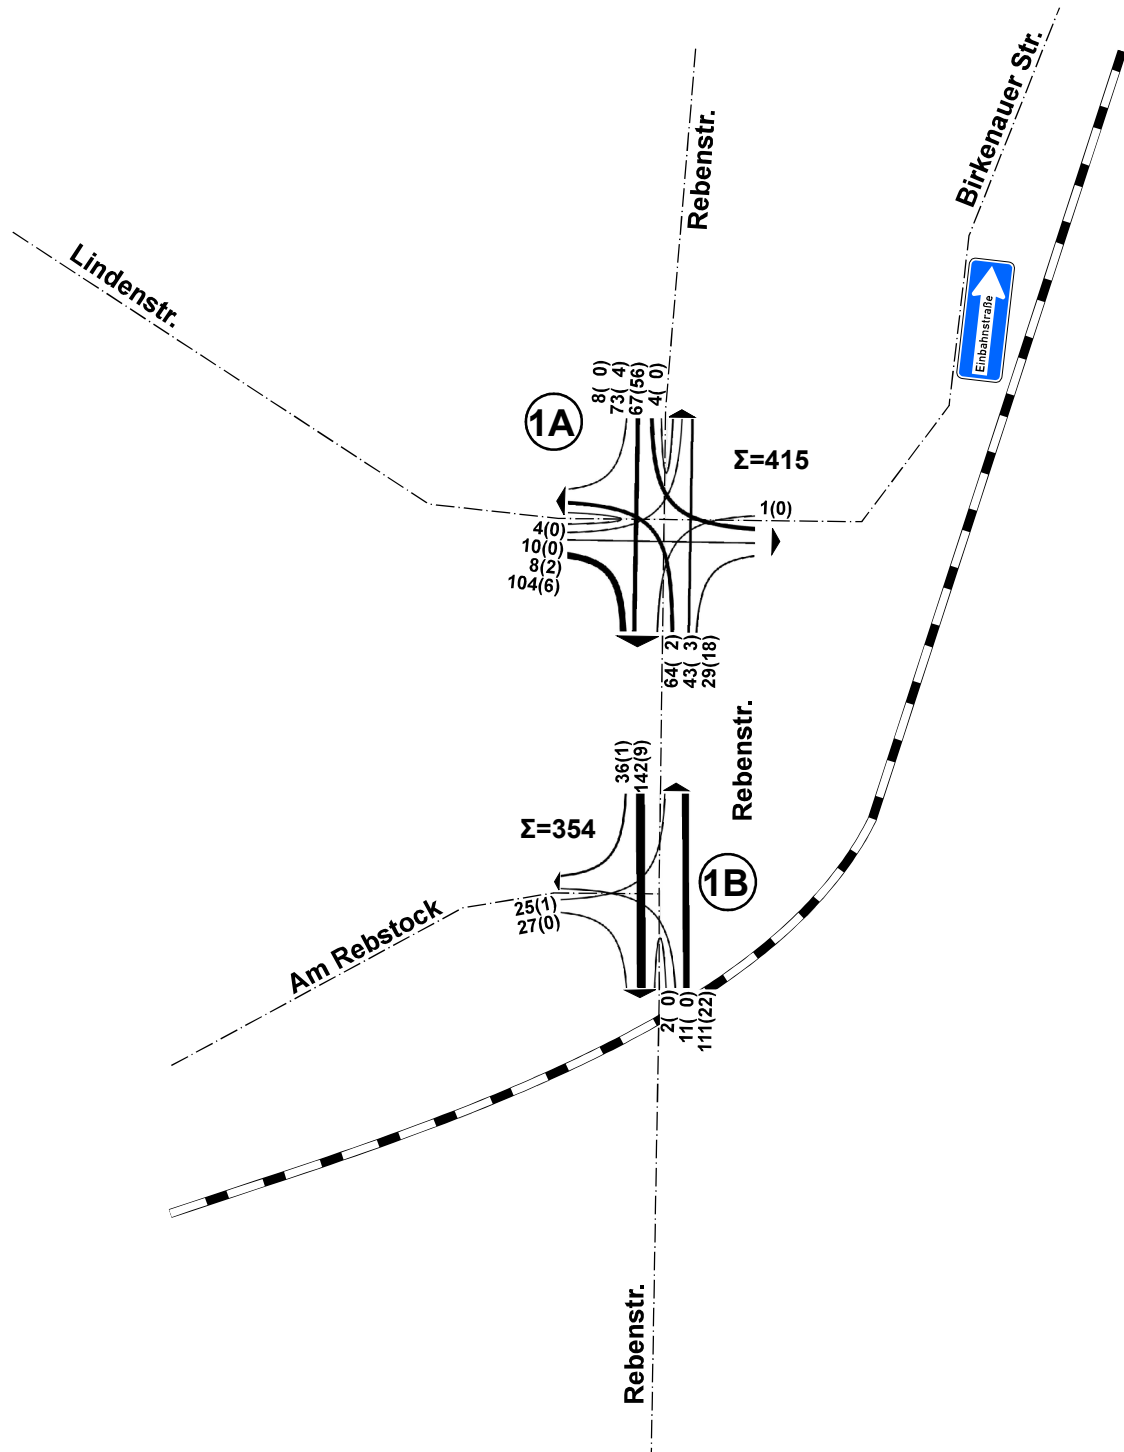 Birkenauer Str.
Rebenstr.
Lindenstr.
Einbahnstraße
8( 0)
73( 4)
67(56)
4( 0)
1A
Σ=415
1(0)
4(0)
10(0)
8(2)
104(6)
64( 2)
43( 3)
29(18)
Rebenstr.
36(1)
142(9)
Σ=354
1B
25(1)
27(0)
Am Rebstock
2( 0)
11( 0)
111(22)
Rebenstr.